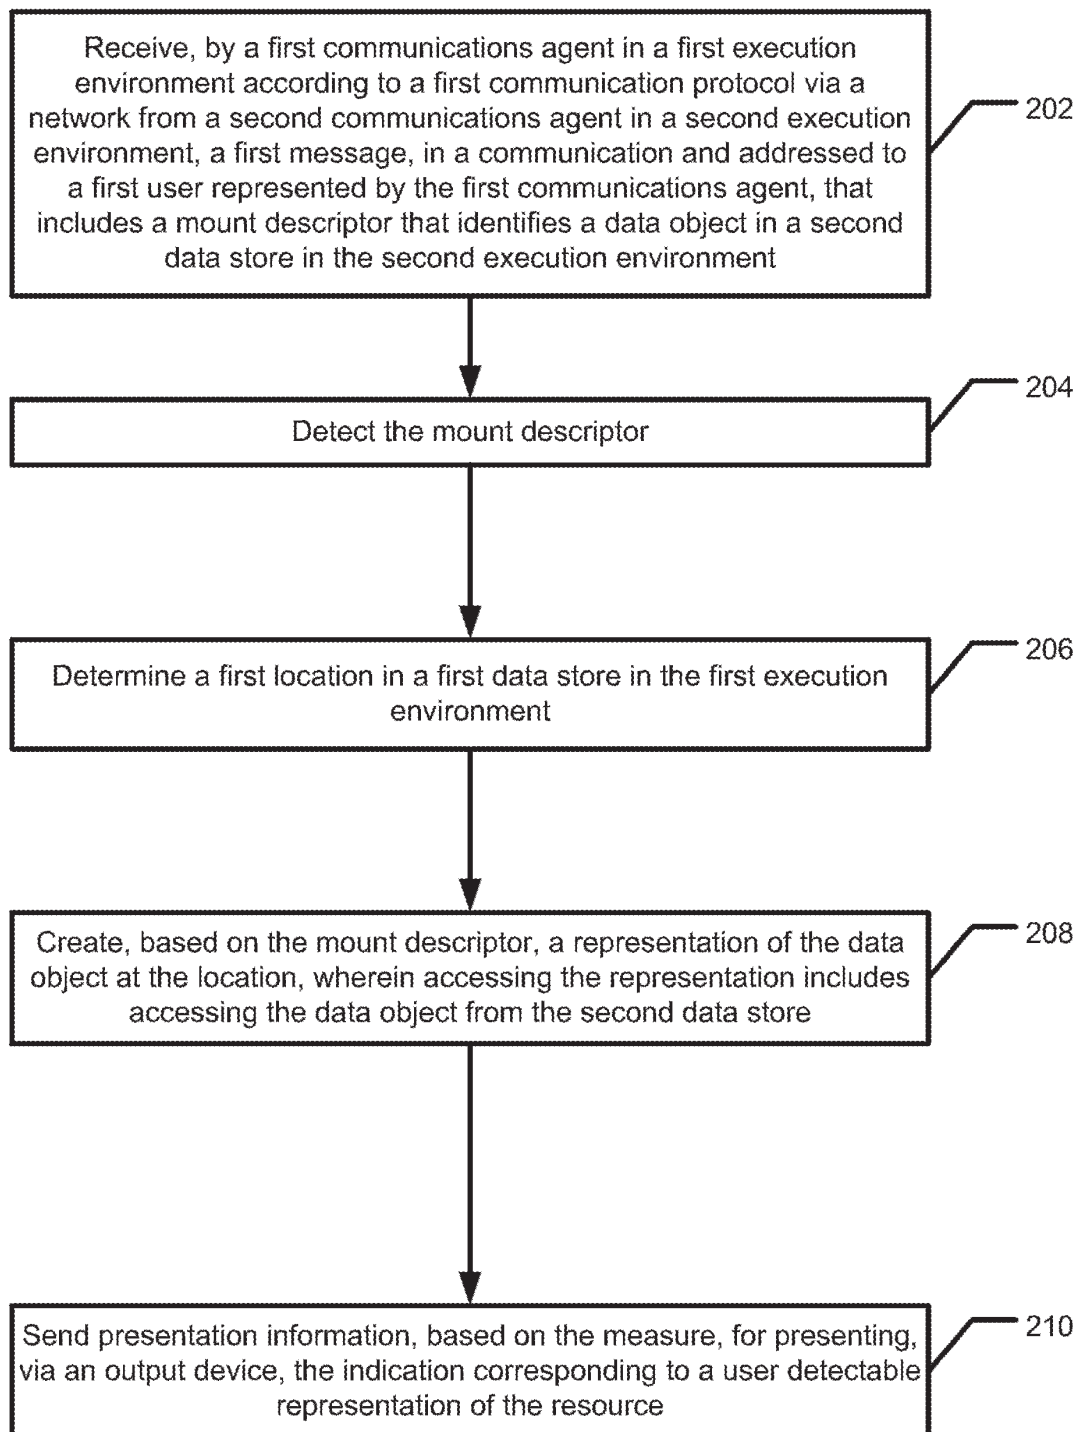 Receive, by a first communications agent in a first execution
environment according to a first communication protocol via a
network from a second communications agent in a second execution
environment, a first message, in a communication and addressed to
a first user represented by the first communications agent, that
includes a mount descriptor that identifies a data object in a second
data store in the second execution environment
202
Detect the mount descriptor
204
Determine a first location in a first data store in the first execution
environment
206
Create, based on the mount descriptor, a representation of the data
object at the location, wherein accessing the representation includes
accessing the data object from the second data store
208
Send presentation information, based on the measure, for presenting,
via an output device, the indication corresponding to a user detectable
representation of the resource
210